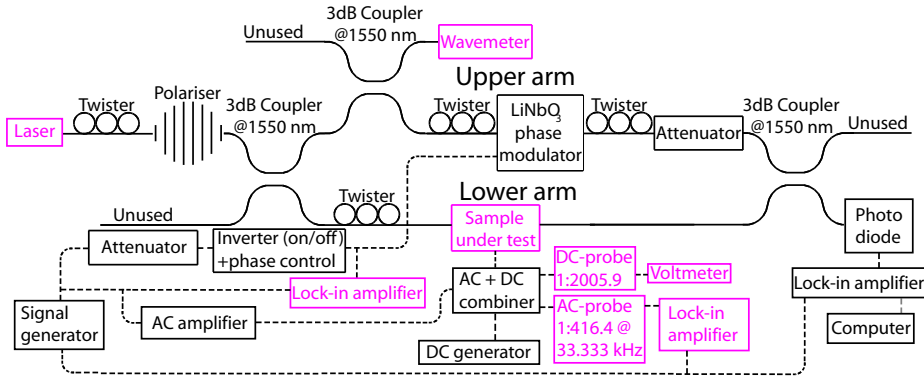 3dB Coupler
@1550 nm
Unused
Wavemeter
Upper arm
Polariser
Twister
3dB Coupler
@1550 nm
Twister
LiNbO3
phase
modulator
Twister
3dB Coupler
@1550 nm
Laser
Attenuator
Unused
Twister
Lower arm
Unused
Sample
under test
Photo
diode
Attenuator
Inverter (on/off)
+phase control
Lock-in amplifier
AC + DC
combiner
DC-probe
1:2005.9
Voltmeter
Lock-in amplifier
Signal
generator
AC amplifier
AC-probe
1:416.4 @
33.333 kHz
Lock-in
amplifier
Computer
DC generator